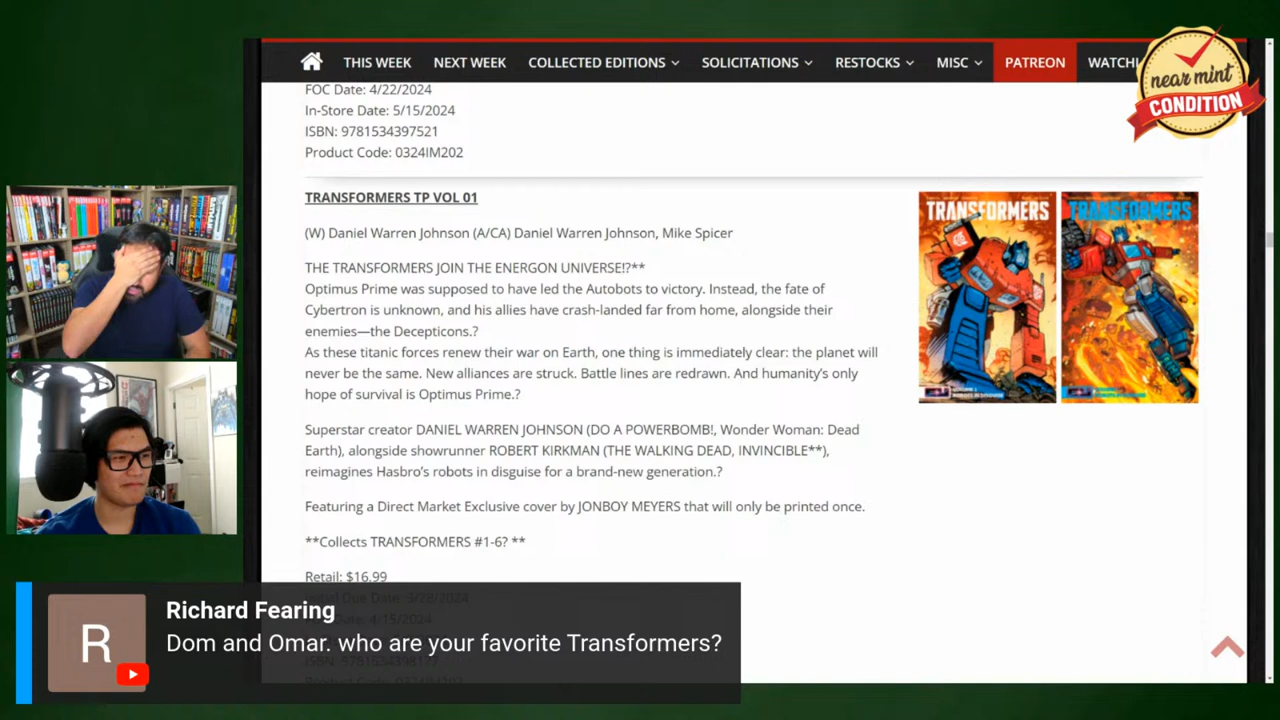 THIS WEEK NEXT WEEK COLLECTED EDITIONS SOLICITATIONS RESTOCKS MISC PATREON
near mint
CONDITION
FOC Date: 4/22/2024
In-Store Date: 5/15/2024
ISBN: 9781534397521
Product Code: 0324IM202
TRANSFORMERS TP VOL 01
(W) Daniel Warren Johnson (A/CA) Daniel Warren Johnson, Mike Spicer
THE TRANSFORMERS JOIN THE ENERGON UNIVERSE!?**
Optimus Prime was supposed to have led the Autobots to victory. Instead, the fate of
Cybertron is unknown, and his allies have crash-landed far from home, alongside their
enemies—the Decepticons.?
As these titanic forces renew their war on Earth, one thing is immediately clear: the planet will
never be the same. New alliances are struck. Battle lines are redrawn. And humanity's only
hope of survival is Optimus Prime.?
Superstar creator DANIEL WARREN JOHNSON (DO A POWERBOMB!, Wonder Woman: Dead
Earth), alongside showrunner ROBERT KIRKMAN (THE WALKING DEAD, INVINCIBLE**),
reimagines Hasbro's robots in disguise for a brand-new generation.?
Featuring a Direct Market Exclusive cover by JONBOY MEYERS that will only be printed once.
**Collects TRANSFORMERS #1-6? **
Retail: $16.99
Initial Due Date: 3/28/2024
TRANSFORMERS
TRANSFORMERS
R
Richard Fearing
Dom and Omar. who are your favorite Transformers?